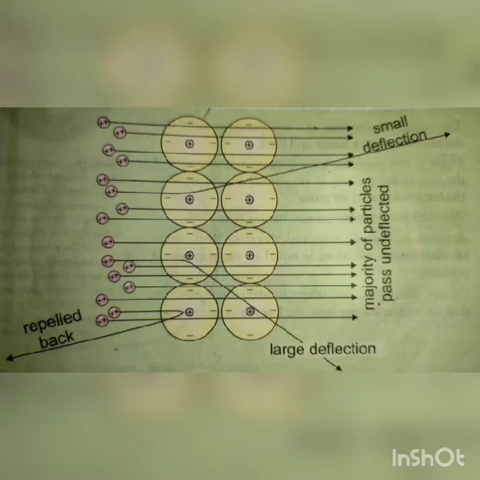 small
deflection
majority of particles
pass undeflected
repelled
back
large deflection
InShOt